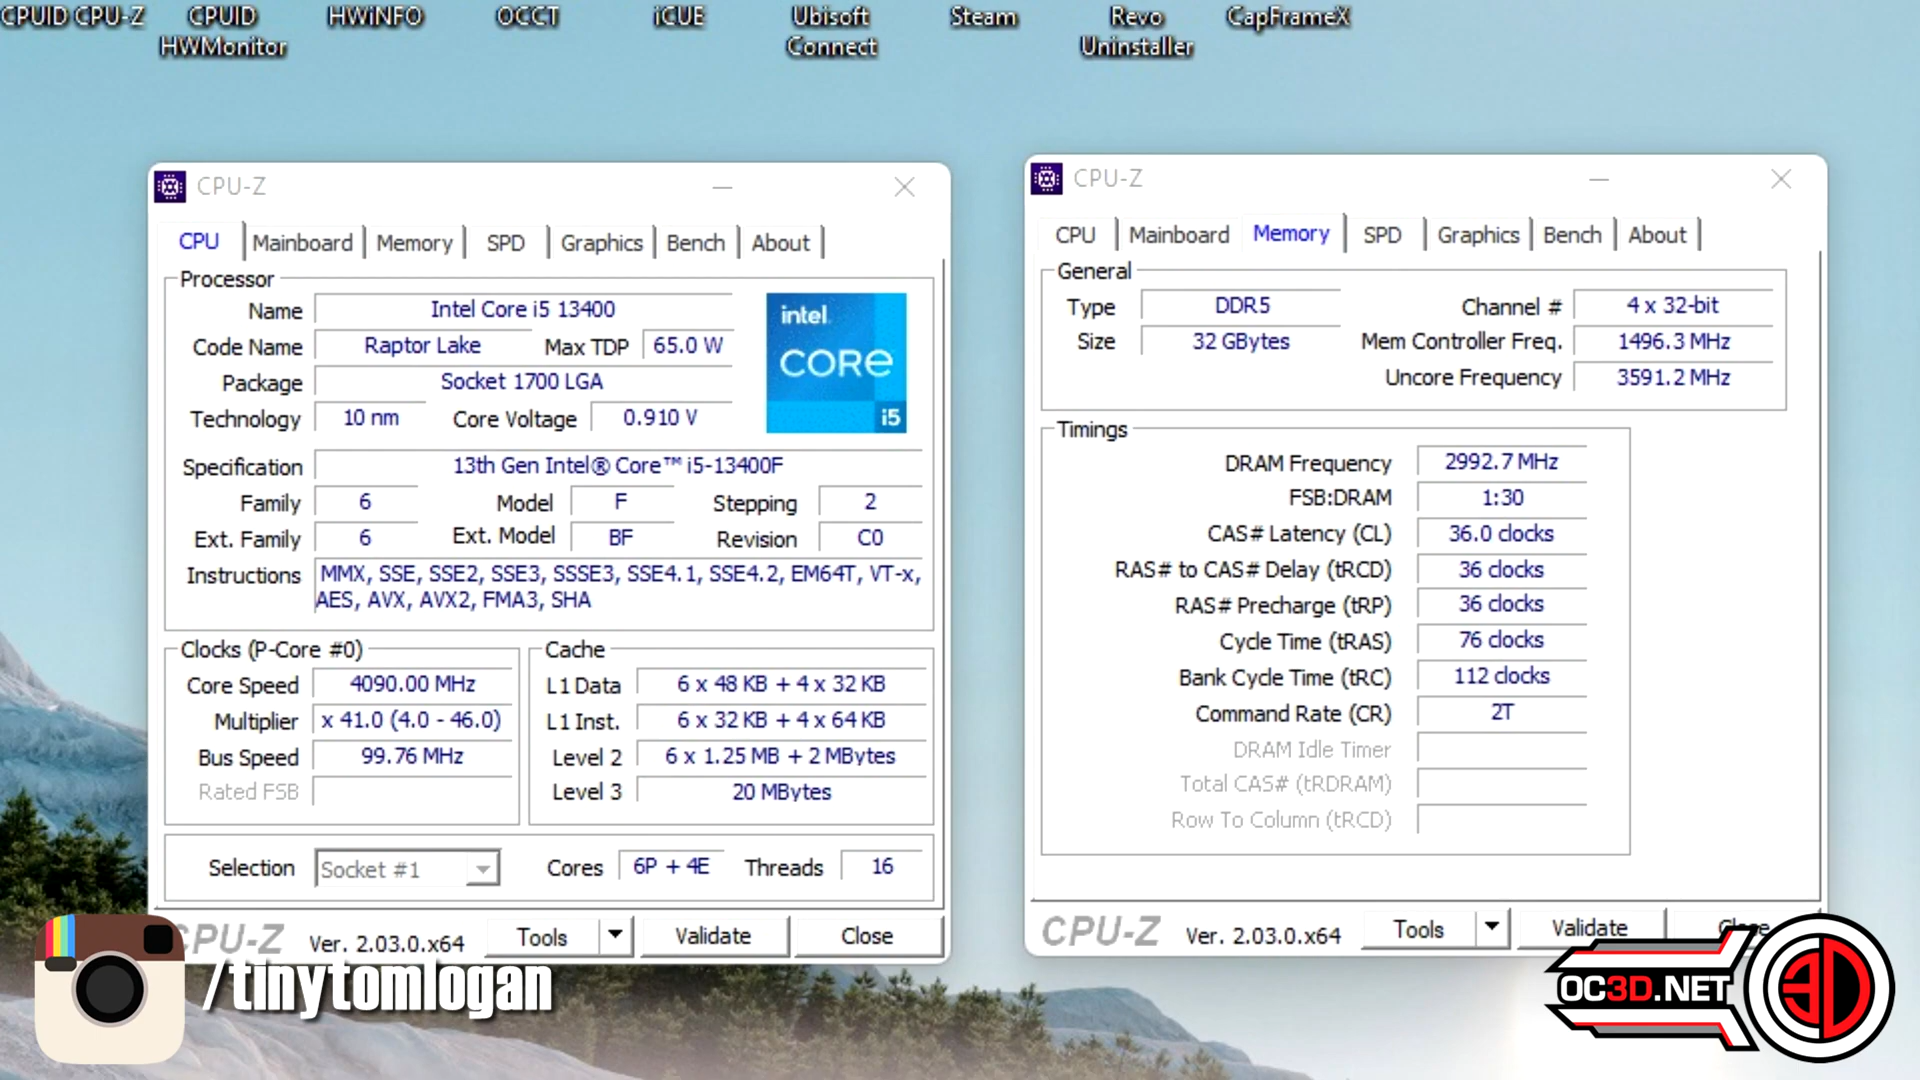 CPUID CPU-Z
CPUID
HWMonitor
HWiNFO
OCCT
iCUE
Ubisoft
Connect
Steam
Revo
Uninstaller
CapFrameX
CPU-Z
CPU Mainboard Memory SPD Graphics Bench About
Processor
Name Intel Core i5 13400
Code Name Raptor Lake Max TDP 65.0 W
Package Socket 1700 LGA
Technology 10 nm Core Voltage 0.910 V
intel
CORE
i5
Specification 13th Gen Intel® Core™ i5-13400F
Family 6 Model F Stepping 2
Ext. Family 6 Ext. Model BF Revision C0
Instructions MMX, SSE, SSE2, SSE3, SSSE3, SSE4.1, SSE4.2, EM64T, VT-x,
AES, AVX, AVX2, FMA3, SHA
Clocks (P-Core #0)
Core Speed 4090.00 MHz
Multiplier x 41.0 (4.0 - 46.0)
Bus Speed 99.76 MHz
Rated FSB
Cache
L1 Data 6 x 48 KB + 4 x 32 KB
L1 Inst. 6 x 32 KB + 4 x 64 KB
Level 2 6 x 1.25 MB + 2 MBytes
Level 3 20 MBytes
Selection Socket #1 Cores 6P + 4E Threads 16
CPU-Z Ver. 2.03.0.x64 Tools Validate Close
CPU-Z
CPU Mainboard Memory SPD Graphics Bench About
General
Type DDR5 Channel # 4 x 32-bit
Size 32 GBytes Mem Controller Freq. 1496.3 MHz
Uncore Frequency 3591.2 MHz
Timings
DRAM Frequency 2992.7 MHz
FSB:DRAM 1:30
CAS# Latency (CL) 36.0 clocks
RAS# to CAS# Delay (tRCD) 36 clocks
RAS# Precharge (tRP) 36 clocks
Cycle Time (tRAS) 76 clocks
Bank Cycle Time (tRC) 112 clocks
Command Rate (CR) 2T
DRAM Idle Timer
Total CAS# (tRDRAM)
Row To Column (tRCD)
CPU-Z Ver. 2.03.0.x64 Tools Validate Close
/tinytomlogan
OC3D.NET
3D